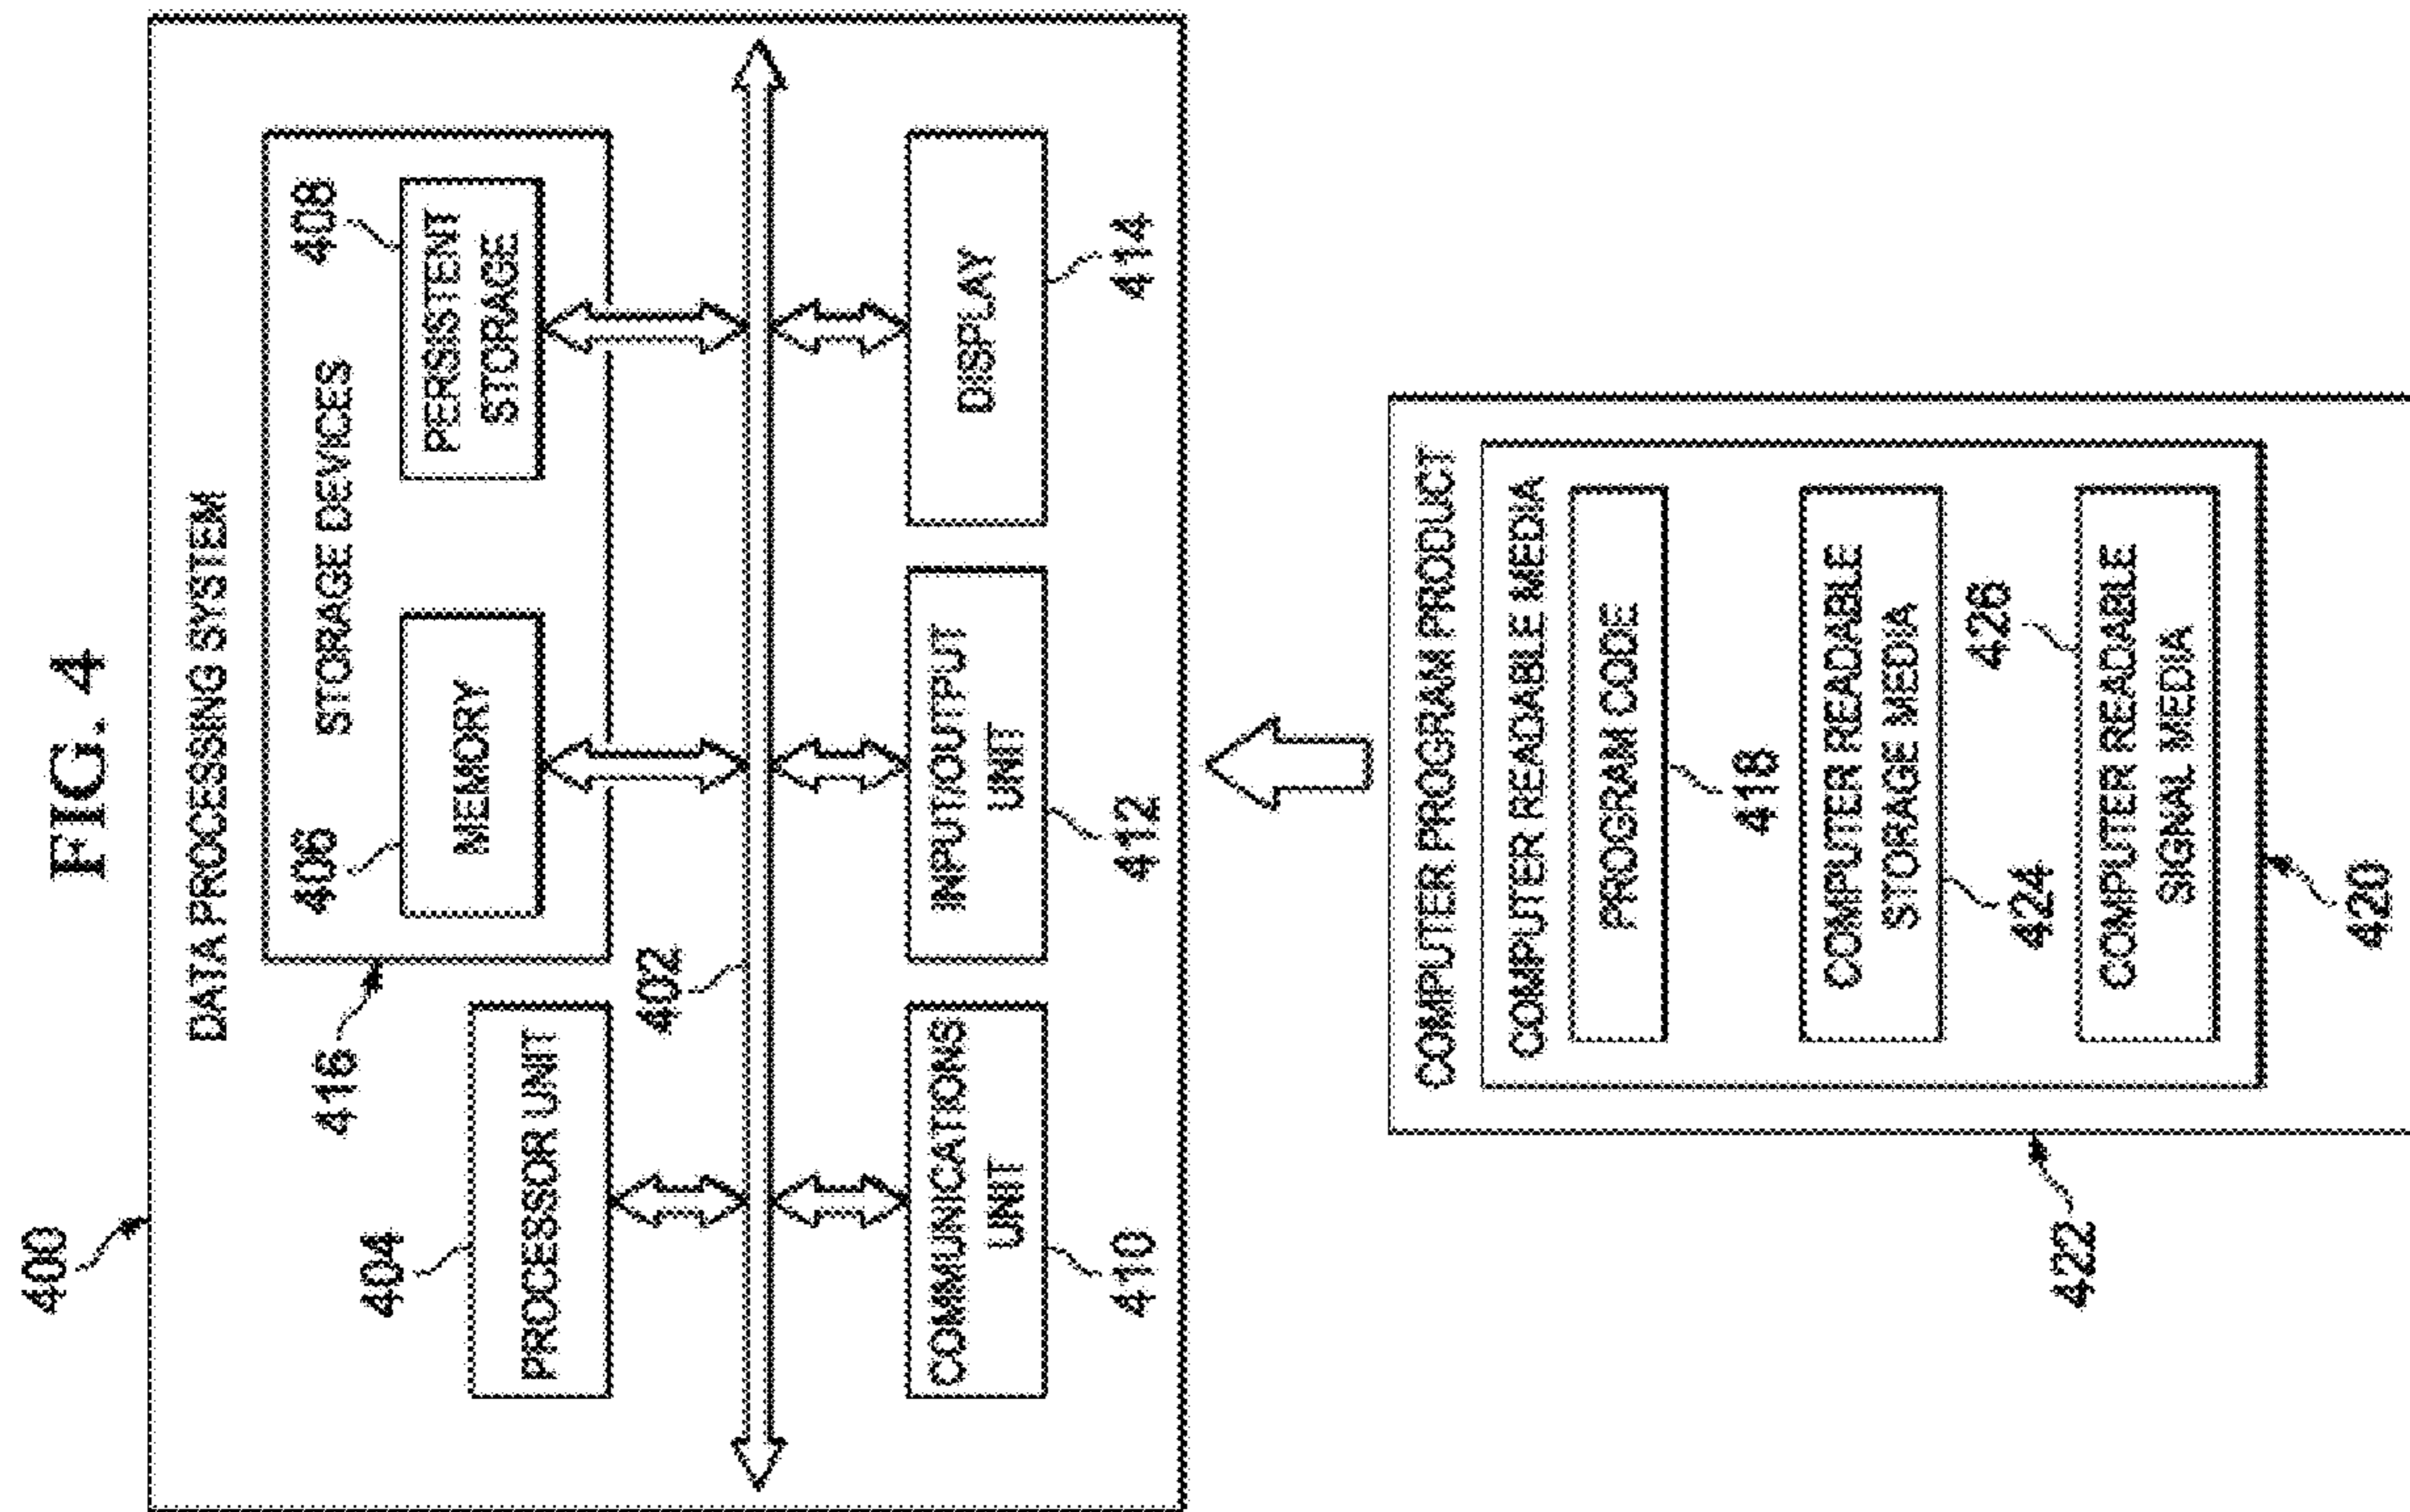 FIG. 4
400
DATA PROCESSING SYSTEM
416
STORAGE DEVICES
404
406
408
PROCESSOR UNIT
MEMORY
PERSISTENT
STORAGE
402
COMMUNICATIONS
UNIT
INPUT/OUTPUT
UNIT
DISPLAY
410
412
414
COMPUTER PROGRAM PRODUCT
COMPUTER READABLE MEDIA
PROGRAM CODE
418
COMPUTER READABLE
STORAGE MEDIA
424
426
COMPUTER READABLE
SIGNAL MEDIA
422
420